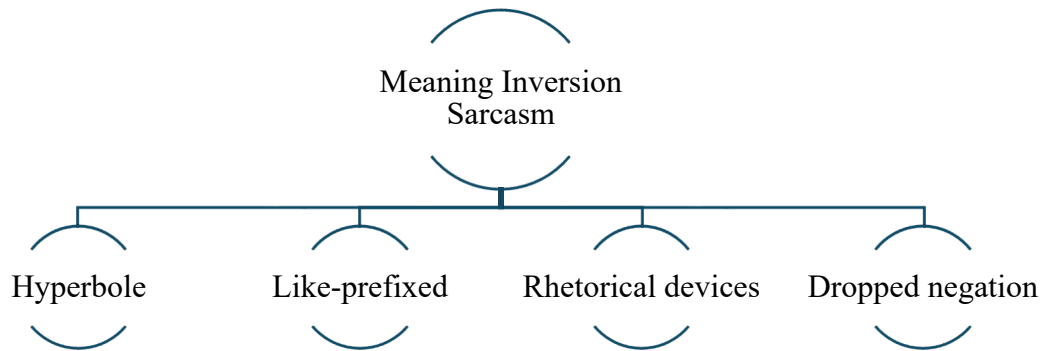 Meaning Inversion
Sarcasm
Hyperbole
Like-prefixed
Rhetorical devices
Dropped negation